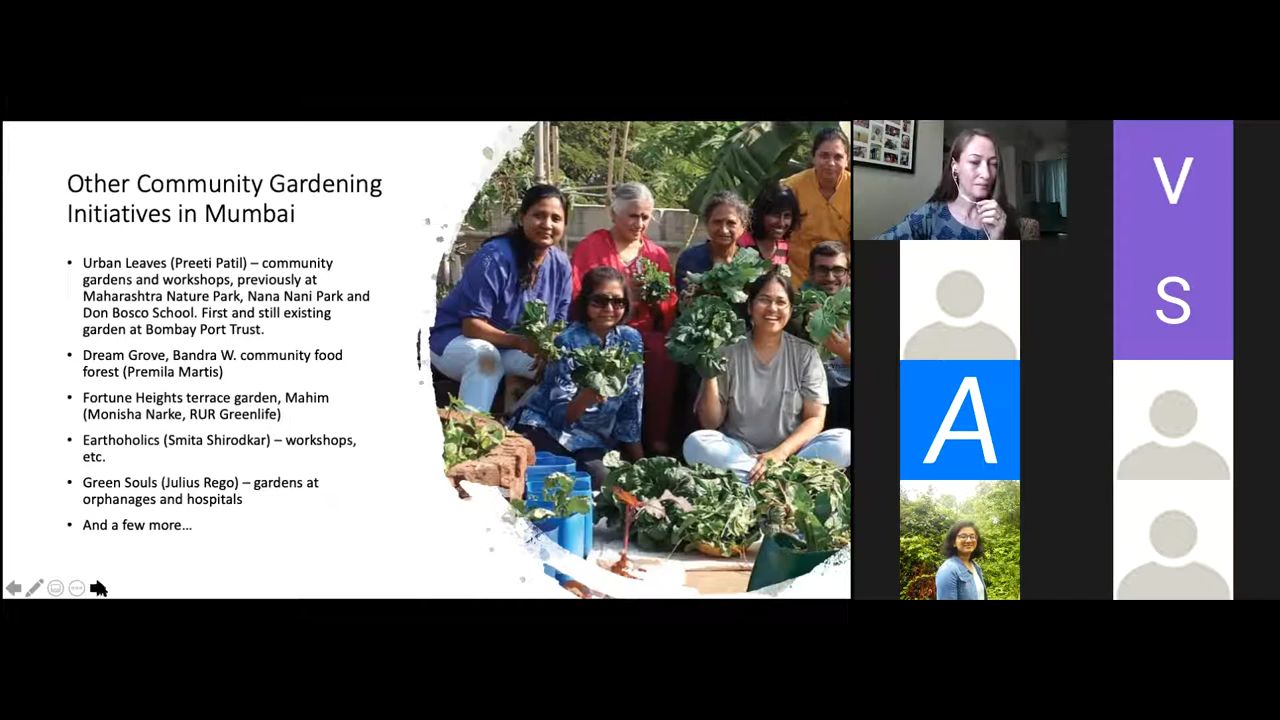 Other Community Gardening
Initiatives in Mumbai
• Urban Leaves (Preeti Patil) – community
gardens and workshops, previously at
Maharashtra Nature Park, Nana Nani Park and
Don Bosco School. First and still existing
garden at Bombay Port Trust.
• Dream Grove, Bandra W. community food
forest (Premila Martis)
• Fortune Heights terrace garden, Mahim
(Monisha Narke, RUR Greenlife)
• Earthoholics (Smita Shirodkar) – workshops,
etc.
• Green Souls (Julius Rego) – gardens at
orphanages and hospitals
• And a few more...
V
S
A